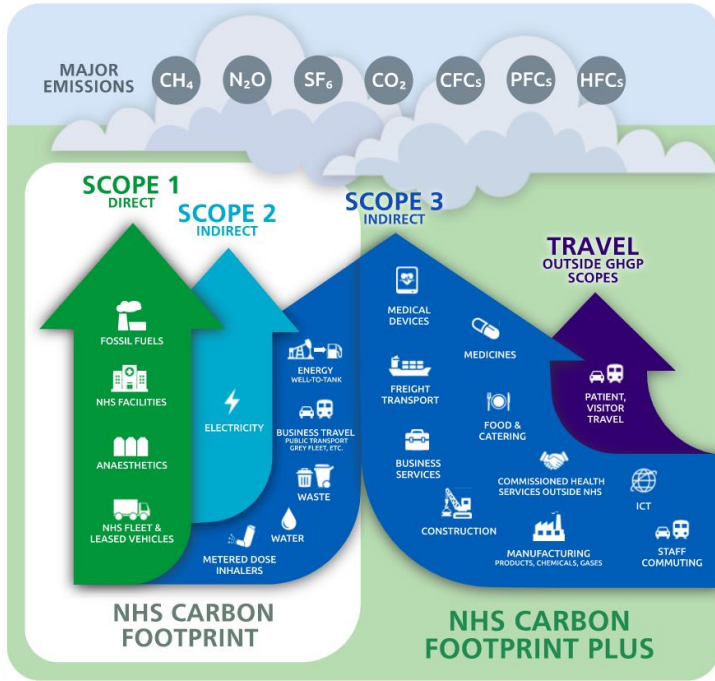 MAJOR
EMISSIONS
CH₄
N₂O
SF₆
CO₂
CFCs
PFCs
HFCs
SCOPE 1
DIRECT
SCOPE 2
INDIRECT
SCOPE 3
INDIRECT
TRAVEL
OUTSIDE GHGP
SCOPES
FOSSIL FUELS
NHS FACILITIES
ANAESTHETICS
NHS FLEET &
LEASED VEHICLES
ELECTRICITY
ENERGY
WELL-TO-TANK
BUSINESS TRAVEL
PUBLIC TRANSPORT
GREY FLEET, ETC.
WASTE
WATER
METERED DOSE
INHALERS
MEDICAL
DEVICES
MEDICINES
FREIGHT
TRANSPORT
FOOD &
CATERING
BUSINESS
SERVICES
COMMISSIONED HEALTH
SERVICES OUTSIDE NHS
CONSTRUCTION
MANUFACTURING
PRODUCTS, CHEMICALS, GASES
PATIENT,
VISITOR
TRAVEL
ICT
STAFF
COMMUTING
NHS CARBON
FOOTPRINT
NHS CARBON
FOOTPRINT PLUS